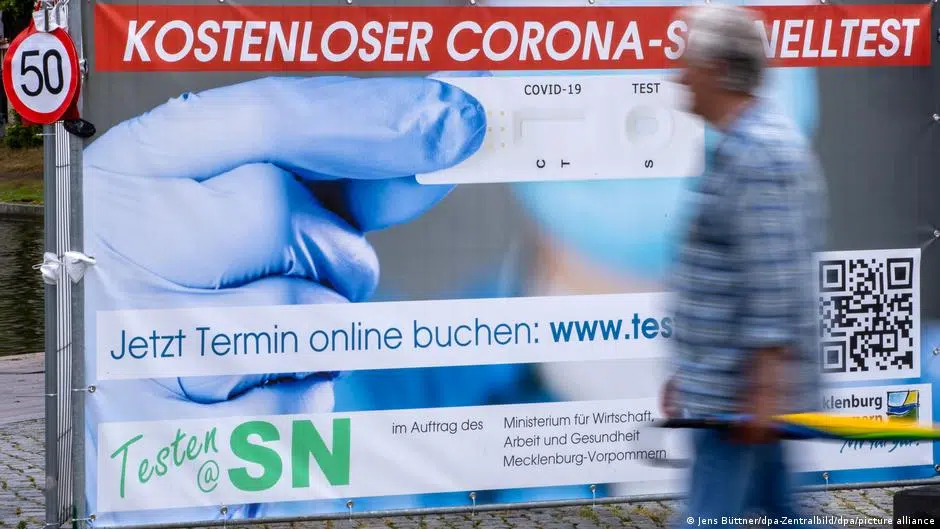 KOSTENLOSER CORONA-S NELLTEST
50
COVID-19 TEST
C T S
Jetzt Termin online buchen: www.tes
Testen
@
SN
im Auftrag des
Ministerium für Wirtschaft,
Arbeit und Gesundheit
Mecklenburg-Vorpommern
cklenburg
© Jens Büttner/dpa-Zentralbild/dpa/picture alliance